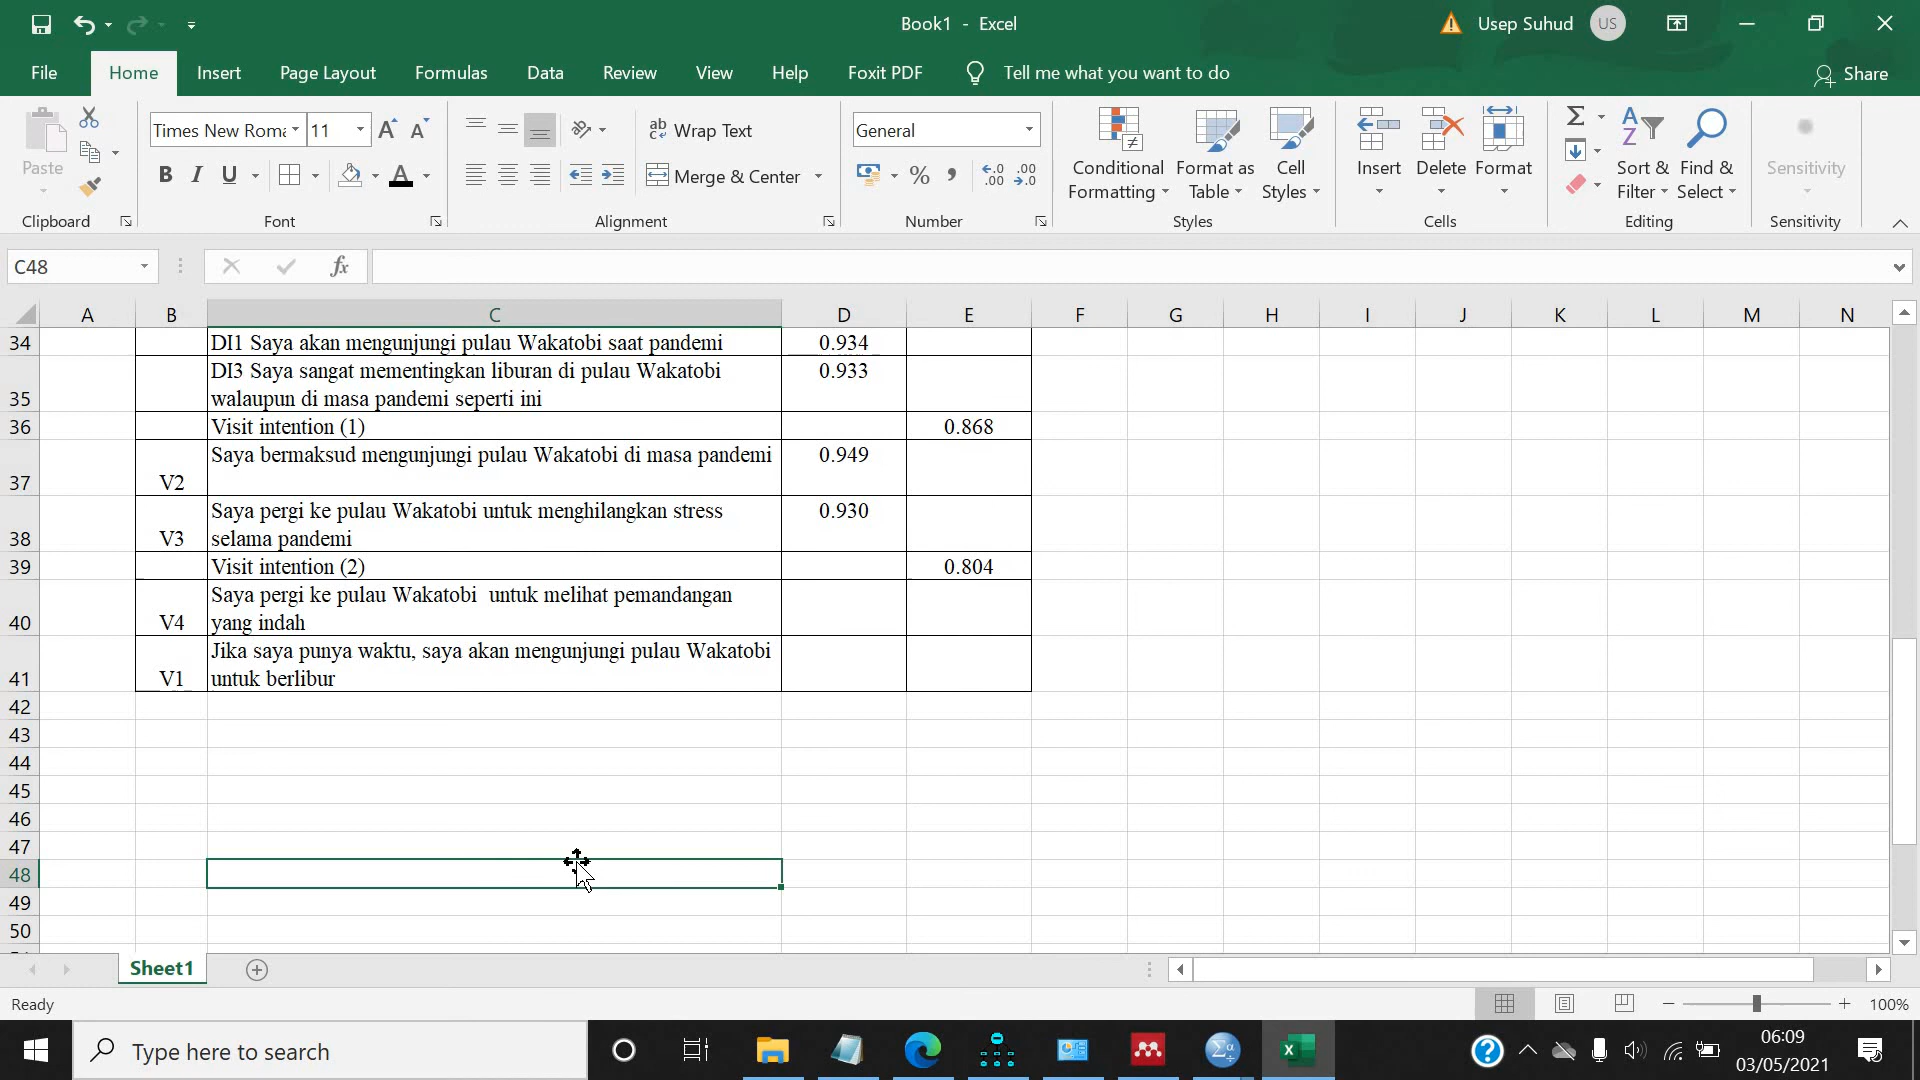 Book1 - Excel
Usep Suhud
US
File
Home
Insert
Page Layout
Formulas
Data
Review
View
Help
Foxit PDF
Tell me what you want to do
Share
Paste
Clipboard
Times New Roma
11
B I U
Font
Wrap Text
Merge & Center
Alignment
General
Number
Conditional
Formatting
Format as
Table
Cell
Styles
Styles
Insert
Delete
Format
Cells
Sort &
Filter
Find &
Select
Editing
Sensitivity
Sensitivity
C48
fx
A B C D E F G H I J K L M N
34 DI1 Saya akan mengunjungi pulau Wakatobi saat pandemi 0.934
DI3 Saya sangat mementingkan liburan di pulau Wakatobi 0.933
35 walaupun di masa pandemi seperti ini
36 Visit intention (1) 0.868
Saya bermaksud mengunjungi pulau Wakatobi di masa pandemi 0.949
37 V2
Saya pergi ke pulau Wakatobi untuk menghilangkan stress 0.930
38 V3 selama pandemi
39 Visit intention (2) 0.804
Saya pergi ke pulau Wakatobi  untuk melihat pemandangan
40 V4 yang indah
Jika saya punya waktu, saya akan mengunjungi pulau Wakatobi
41 V1 untuk berlibur
42
43
44
45
46
47
48
49
50
Sheet1
Ready
100%
Type here to search
06:09
03/05/2021